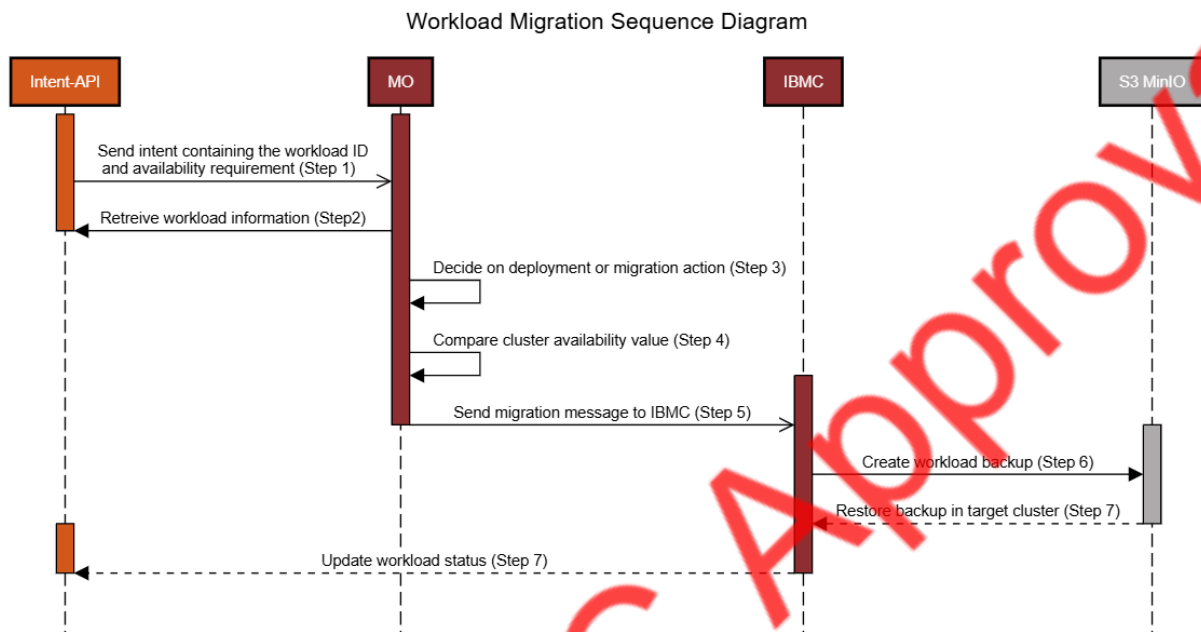 Workload Migration Sequence Diagram
Intent-API
MO
IBMC
S3 MinIO
Send intent containing the workload ID
and availability requirement (Step 1)
Retreive workload information (Step2)
Decide on deployment or migration action (Step 3)
Compare cluster availability value (Step 4)
Send migration message to IBMC (Step 5)
Create workload backup (Step 6)
Restore backup in target cluster (Step 7)
Update workload status (Step 7)
C Approva